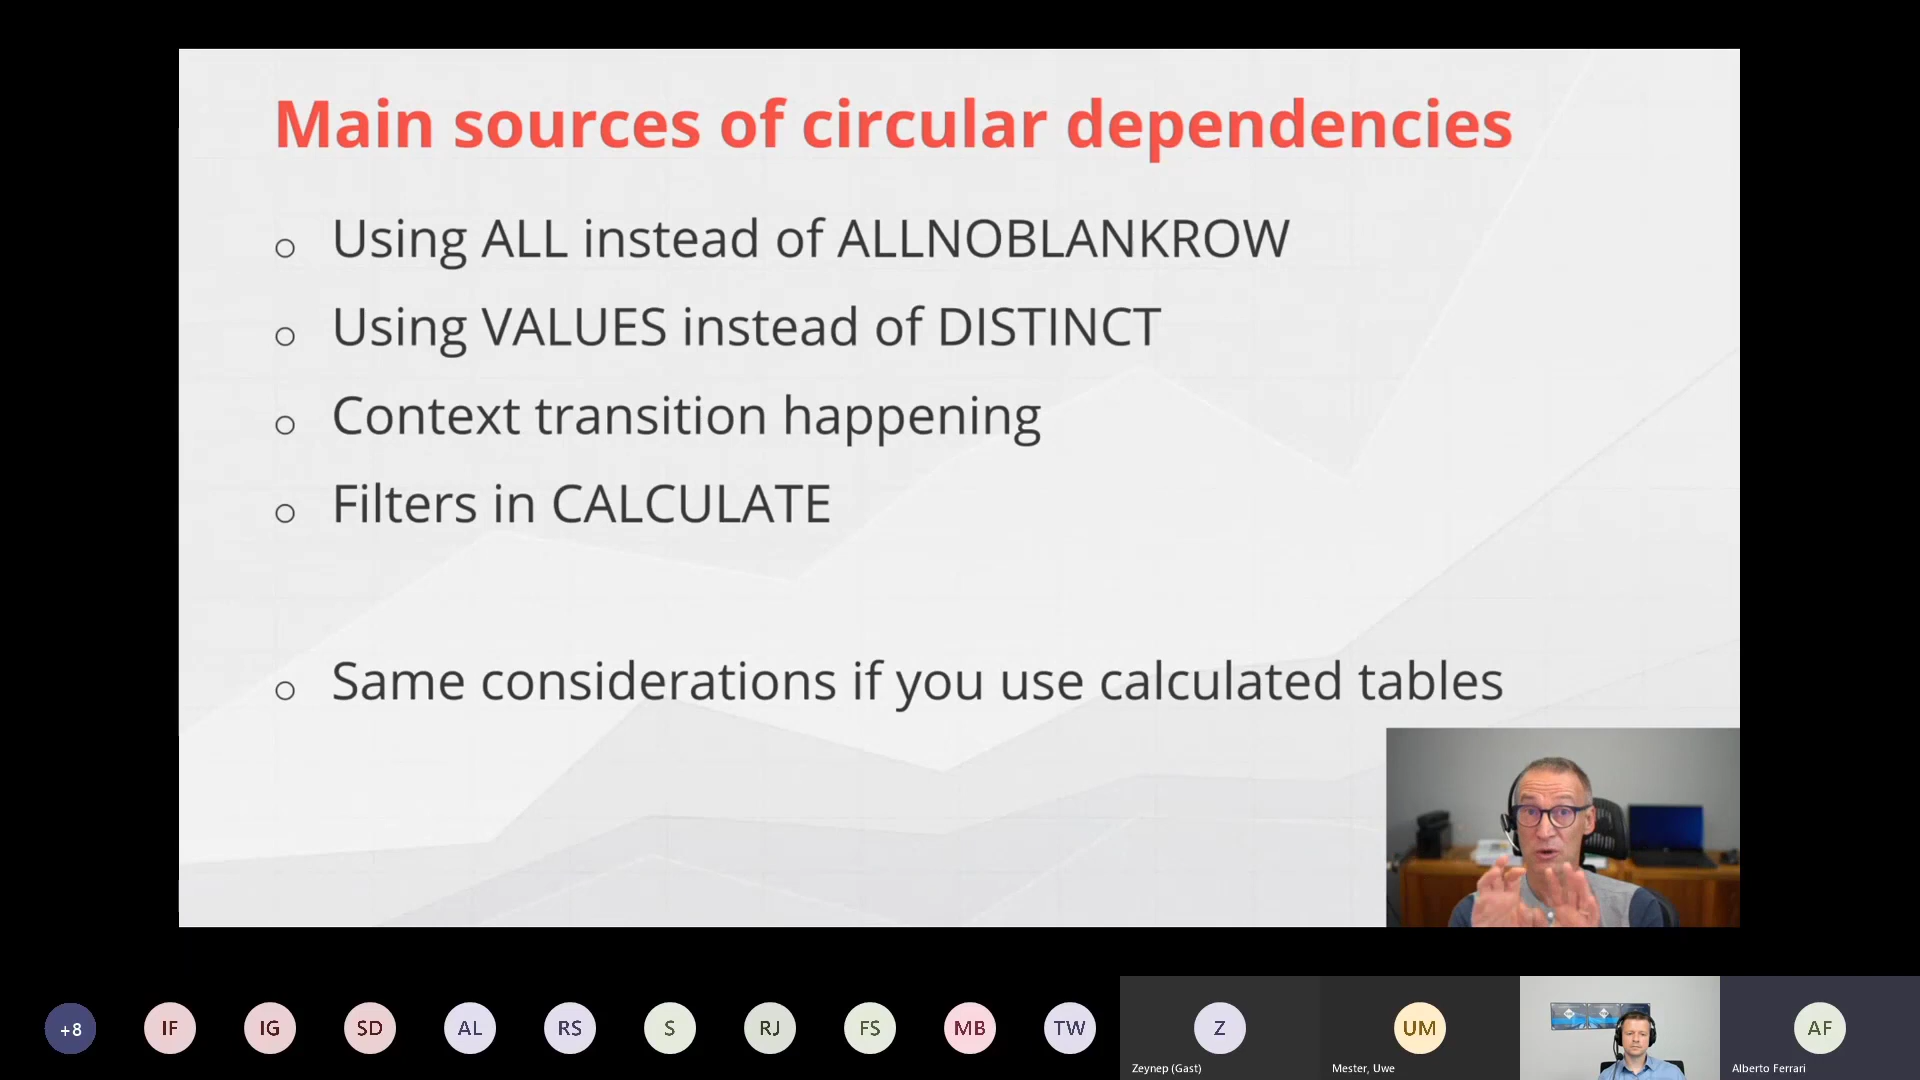 Main sources of circular dependencies
Using ALL instead of ALLNOBLANKROW
Using VALUES instead of DISTINCT
Context transition happening
Filters in CALCULATE
Same considerations if you use calculated tables
+8
IF
IG
SD
AL
RS
S
RJ
FS
MB
TW
Z
UM
AF
Zeynep (Gast)
Mester, Uwe
Alberto Ferrari